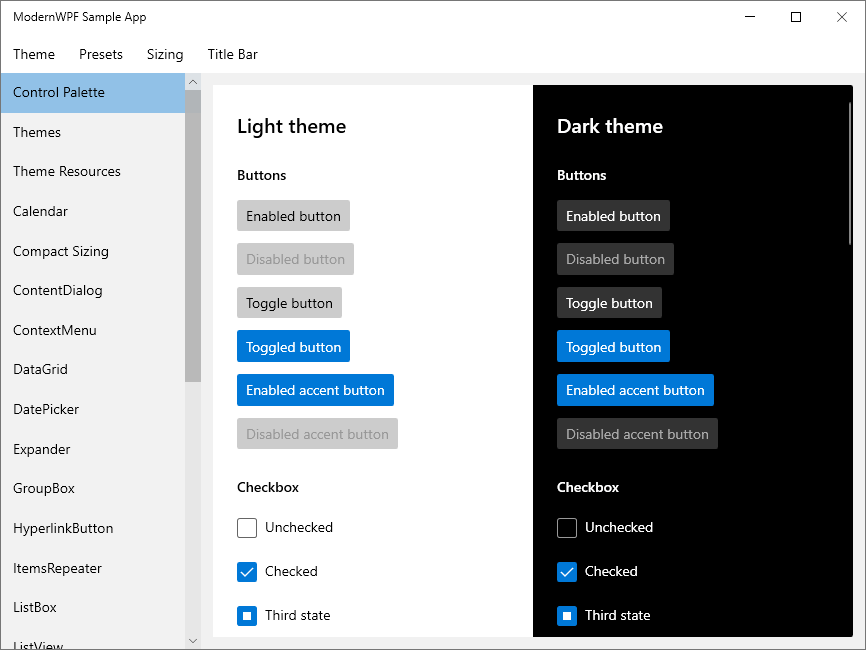 ModernWPF Sample App
Theme Presets Sizing Title Bar
Control Palette
Themes
Theme Resources
Calendar
Compact Sizing
ContentDialog
ContextMenu
DataGrid
DatePicker
Expander
GroupBox
HyperlinkButton
ItemsRepeater
ListBox
ListView
Light theme
Buttons
Enabled button
Disabled button
Toggle button
Toggled button
Enabled accent button
Disabled accent button
Checkbox
Unchecked
Checked
Third state
Dark theme
Buttons
Enabled button
Disabled button
Toggle button
Toggled button
Enabled accent button
Disabled accent button
Checkbox
Unchecked
Checked
Third state